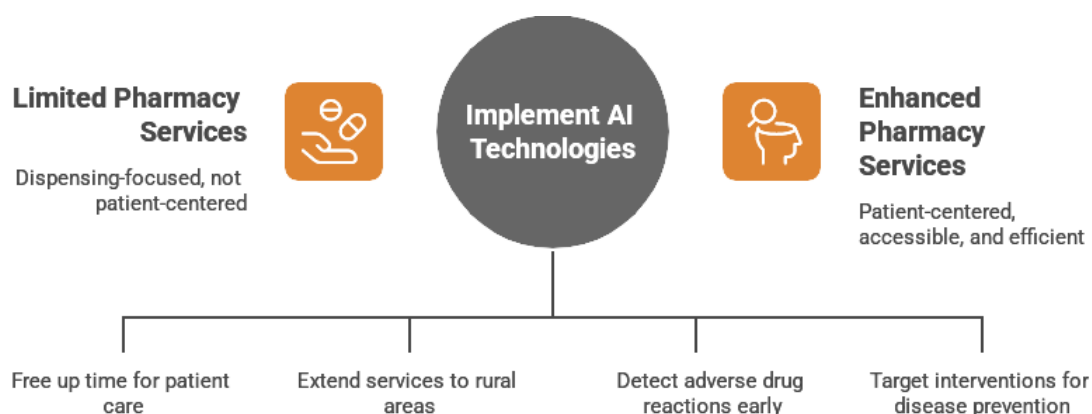 Limited Pharmacy
Services
Dispensing-focused, not
patient-centered
Implement AI
Technologies
Enhanced
Pharmacy
Services
Patient-centered,
accessible, and efficient
Free up time for patient
care
Extend services to rural
areas
Detect adverse drug
reactions early
Target interventions for
disease prevention